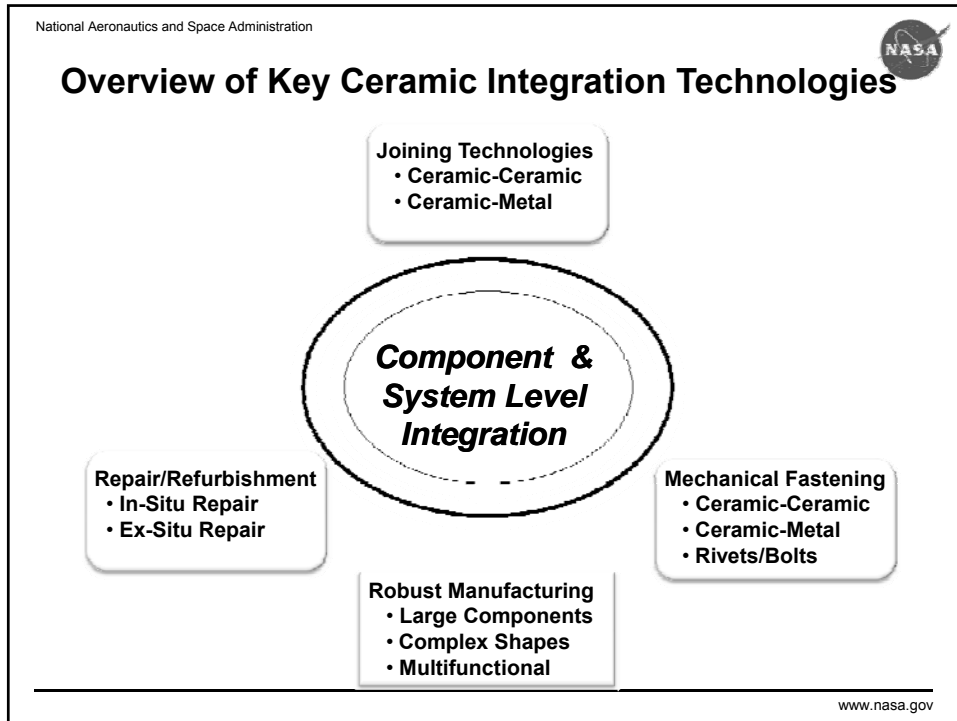 National Aeronautics and Space Administration
NASA
Overview of Key Ceramic Integration Technologies
Joining Technologies
• Ceramic-Ceramic
• Ceramic-Metal
Component &
System Level
Integration
Repair/Refurbishment
• In-Situ Repair
• Ex-Situ Repair
Mechanical Fastening
• Ceramic-Ceramic
• Ceramic-Metal
• Rivets/Bolts
Robust Manufacturing
• Large Components
• Complex Shapes
• Multifunctional
www.nasa.gov